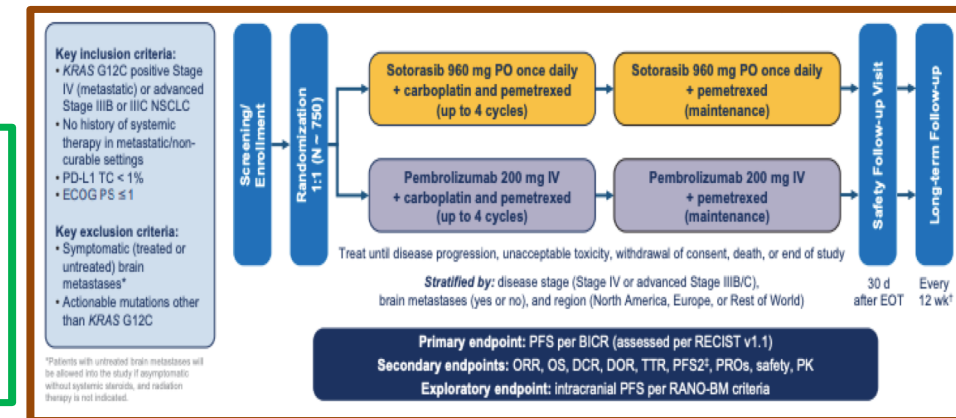 Key inclusion criteria:
• KRAS G12C positive Stage
IV (metastatic) or advanced
Stage IIIB or IIIC NSCLC
• No history of systemic
therapy in metastatic/non-
curable settings
• PD-L1 TC < 1%
• ECOG PS ≤ 1
Key exclusion criteria:
• Symptomatic (treated or
untreated) brain
metastases*
• Actionable mutations other
than KRAS G12C
*Patients with untreated brain metastases will
be allowed into the study if asymptomatic
without systemic steroids, and radiation
therapy is not indicated.
Screening/
Enrollment
Randomization
1:1 (N ~ 750)
Sotorasib 960 mg PO once daily
+ carboplatin and pemetrexed
(up to 4 cycles)
Sotorasib 960 mg PO once daily
+ pemetrexed
(maintenance)
Pembrolizumab 200 mg IV
+ carboplatin and pemetrexed
(up to 4 cycles)
Pembrolizumab 200 mg IV
+ pemetrexed
(maintenance)
Treat until disease progression, unacceptable toxicity, withdrawal of consent, death, or end of study
Stratified by: disease stage (Stage IV or advanced Stage IIIB/C),
brain metastases (yes or no), and region (North America, Europe, or Rest of World)
Safety Follow-up Visit
30 d
after EOT
Long-term Follow-up
Every
12 wk†
Primary endpoint: PFS per BICR (assessed per RECIST v1.1)
Secondary endpoints: ORR, OS, DCR, DOR, TTR, PFS2‡, PROs, safety, PK
Exploratory endpoint: intracranial PFS per RANO-BM criteria